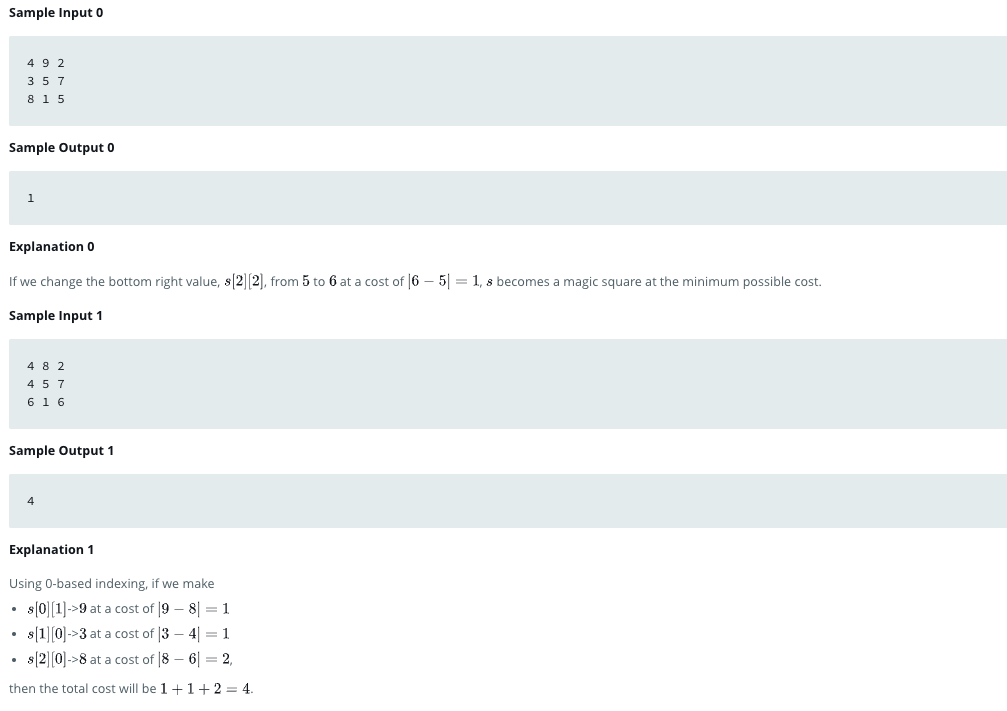 Sample Input 0
4 9 2
3 5 7
8 1 5
Sample Output 0
1
Explanation 0
If we change the bottom right value, s[2][2], from 5 to 6 at a cost of |6 − 5| = 1, s becomes a magic square at the minimum possible cost.
Sample Input 1
4 8 2
4 5 7
6 1 6
Sample Output 1
4
Explanation 1
Using 0-based indexing, if we make
• s[0][1]->9 at a cost of |9 − 8| = 1
• s[1][0]->3 at a cost of |3 − 4| = 1
• s[2][0]->8 at a cost of |8 − 6| = 2,
then the total cost will be 1 + 1 + 2 = 4.